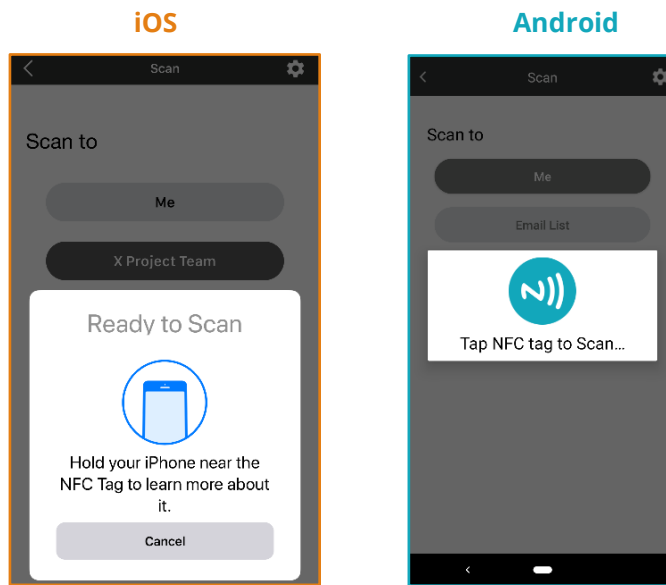 iOS
Scan
Scan to
Me
X Project Team
Ready to Scan
Hold your iPhone near the
NFC Tag to learn more about
it.
Cancel
Android
Scan
Scan to
Me
Email List
Tap NFC tag to Scan...